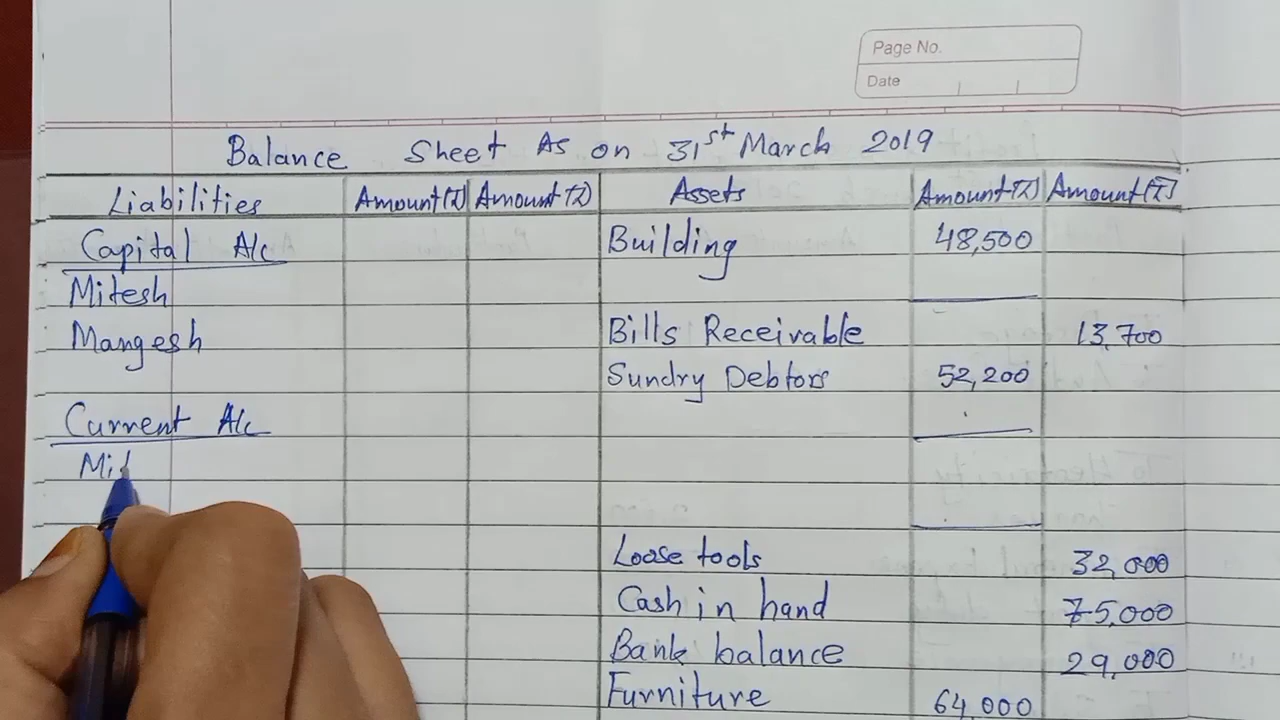 Page No.
Date
Balance Sheet As on 31st March 2019
Liabilities Amount(₹) Amount(₹) Assets Amount(₹) Amount(₹)
Capital A/c Building 48,500
Mitesh
Mangesh Bills Receivable 13,700
Sundry Debtors 52,200
Current A/c
Mit
Loose tools 32,000
Cash in hand 75,000
Bank balance 29,000
Furniture 64,000